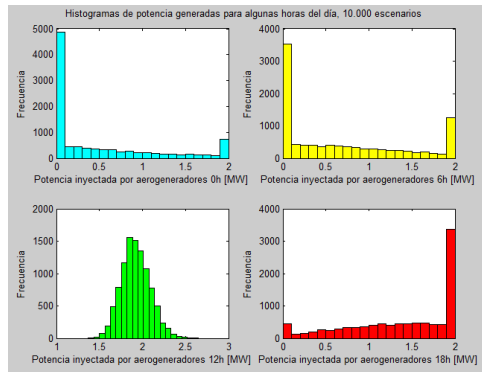 Histogramas de potencia generadas para algunas horas del día, 10.000 escenarios
Frecuencia
5000
4000
3000
2000
1000
0
0 0.5 1 1.5 2
Potencia inyectada por aerogeneradores 0h [MW]
Frecuencia
4000
3000
2000
1000
0
0 0.5 1 1.5 2
Potencia inyectada por aerogeneradores 6h [MW]
Frecuencia
2000
1500
1000
500
0
1 1.5 2 2.5 3
Potencia inyectada por aerogeneradores 12h [MW]
Frecuencia
4000
3000
2000
1000
0
0 0.5 1 1.5 2
Potencia inyectada por aerogeneradores 18h [MW]